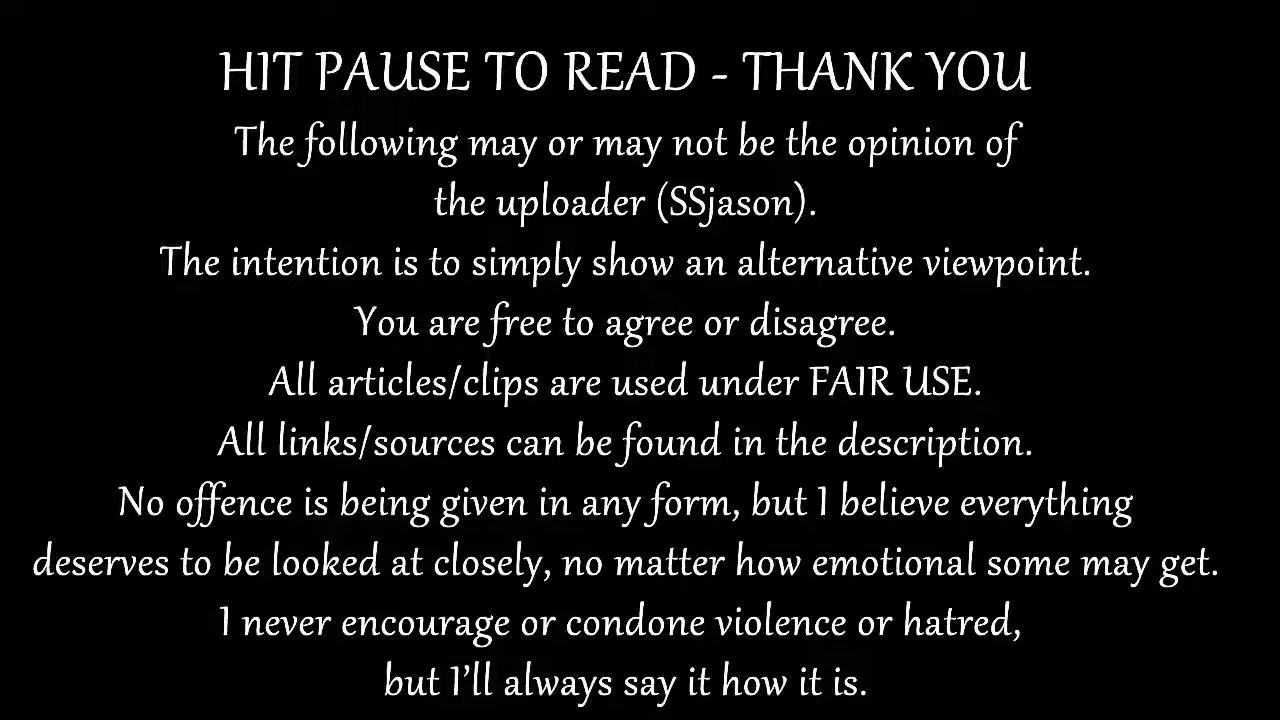 HIT PAUSE TO READ - THANK YOU
The following may or may not be the opinion of
the uploader (SSjason).
The intention is to simply show an alternative viewpoint.
You are free to agree or disagree.
All articles/clips are used under FAIR USE.
All links/sources can be found in the description.
No offence is being given in any form, but I believe everything
deserves to be looked at closely, no matter how emotional some may get.
I never encourage or condone violence or hatred,
but I'll always say it how it is.